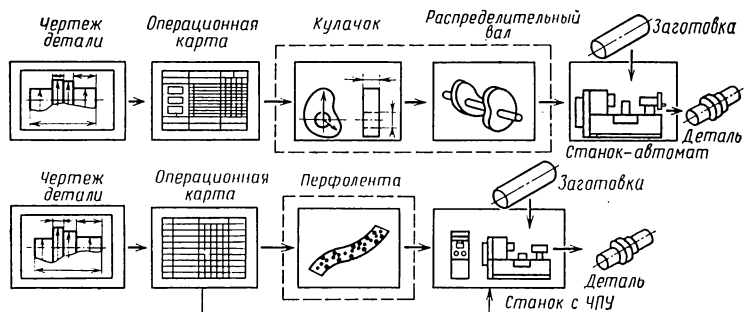 Чертеж
детали
Операционная
карта
Кулачок
Распределительный
вал
Заготовка
Станок-автомат
Деталь
Чертеж
детали
Операционная
карта
Перфолента
Заготовка
Станок с ЧПУ
Деталь